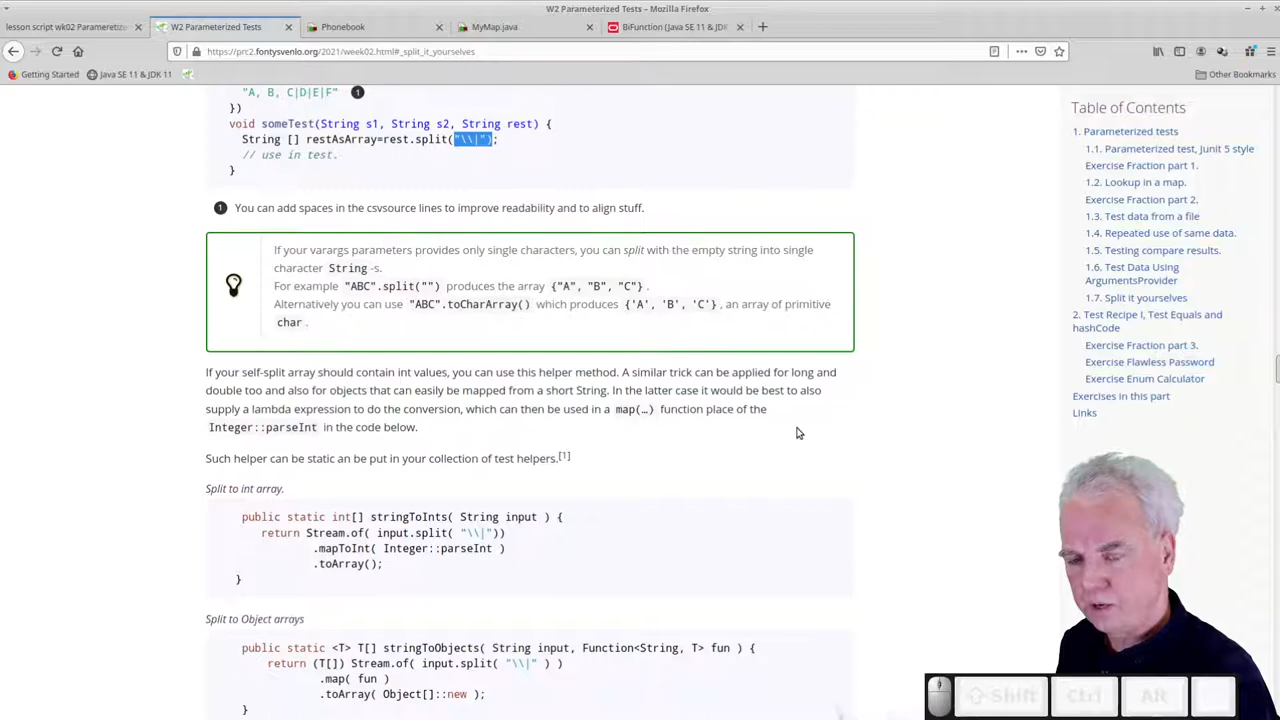 W2 Parameterized Tests - Mozilla Firefox
lesson script wk02 Parameretiz
W2 Parameterized Tests
Phonebook
MyMap.java
BiFunction (Java SE 11 & JDK
https://prc2.fontysvenlo.org/2021/week02.html#_split_it_yourselves
Getting Started
Java SE 11 & JDK 11
Other Bookmarks
"A, B, C|D|E|F" 1
})
void someTest(String s1, String s2, String rest) {
String [] restAsArray=rest.split("\\|");
// use in test.
}
1 You can add spaces in the csvsource lines to improve readability and to align stuff.
If your varargs parameters provides only single characters, you can split with the empty string into single
character String -s.
For example "ABC".split("") produces the array {"A", "B", "C"} .
Alternatively you can use "ABC".toCharArray() which produces {'A', 'B', 'C'} , an array of primitive
char .
If your self-split array should contain int values, you can use this helper method. A similar trick can be applied for long and
double too and also for objects that can easily be mapped from a short String. In the latter case it would be best to also
supply a lambda expression to do the conversion, which can then be used in a map(…) function place of the
Integer::parseInt in the code below.
Such helper can be static an be put in your collection of test helpers.[1]
Split to int array.
public static int[] stringToInts( String input ) {
return Stream.of( input.split( "\\|"))
.mapToInt( Integer::parseInt )
.toArray();
}
Split to Object arrays
public static <T> T[] stringToObjects( String input, Function<String, T> fun ) {
return (T[]) Stream.of( input.split( "\\|" ) )
.map( fun )
.toArray( Object[]::new );
}
Table of Contents
1. Parameterized tests
1.1. Parameterized test, Junit 5 style
Exercise Fraction part 1.
1.2. Lookup in a map.
Exercise Fraction part 2.
1.3. Test data from a file
1.4. Repeated use of same data.
1.5. Testing compare results.
1.6. Test Data Using
ArgumentsProvider
1.7. Split it yourselves
2. Test Recipe I, Test Equals and
hashCode
Exercise Fraction part 3.
Exercise Flawless Password
Exercise Enum Calculator
Exercises in this part
Links
Shift
Ctrl
AR